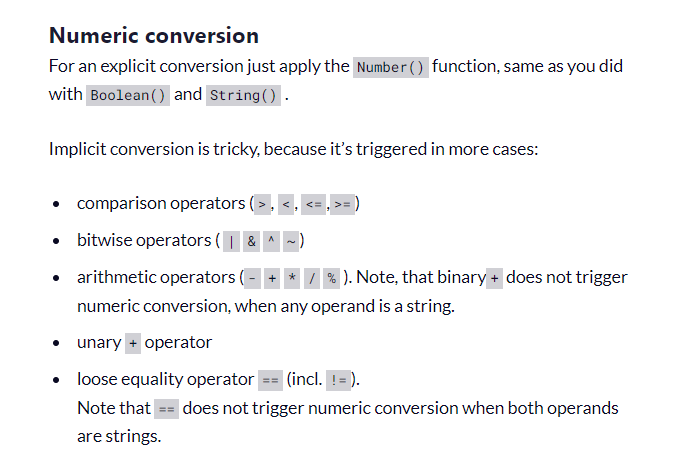 Numeric conversion
For an explicit conversion just apply the Number() function, same as you did
with Boolean() and String() .
Implicit conversion is tricky, because it’s triggered in more cases:
• comparison operators ( > , < , <= , >= )
• bitwise operators ( | & ^ ~ )
• arithmetic operators ( - + * / % ). Note, that binary + does not trigger
numeric conversion, when any operand is a string.
• unary + operator
• loose equality operator == (incl. != ).
Note that == does not trigger numeric conversion when both operands
are strings.